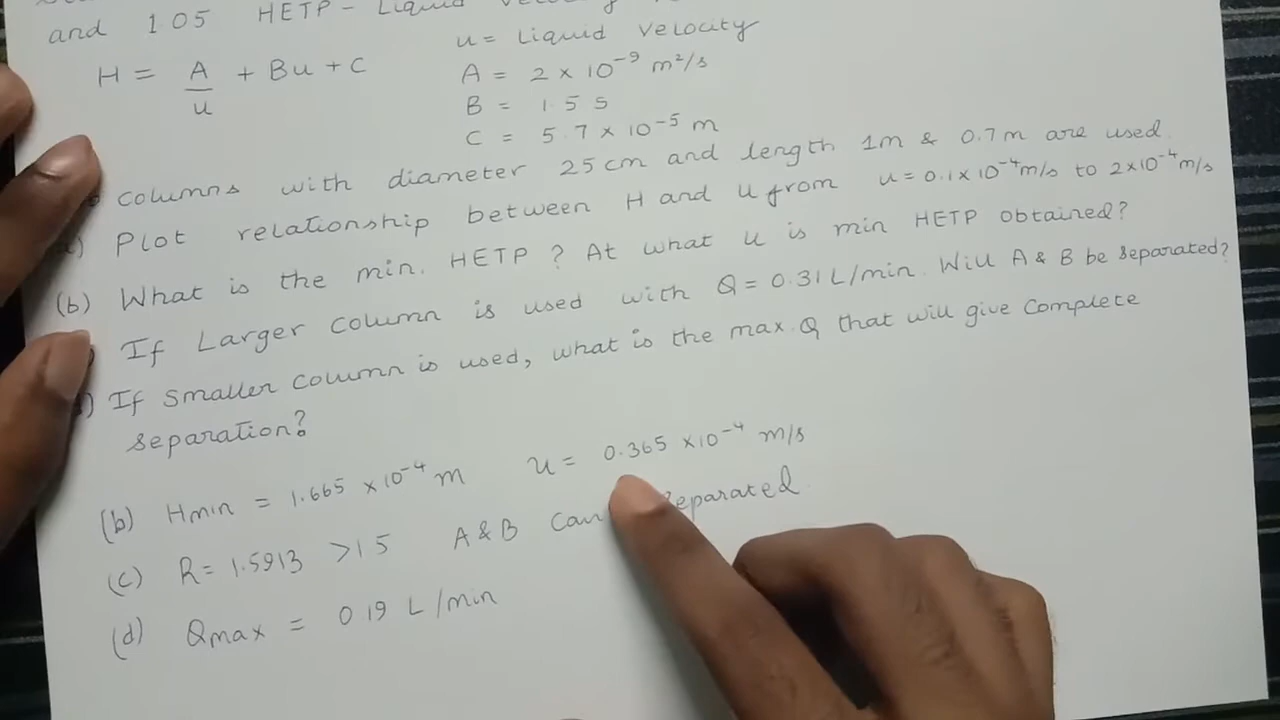 and 1.05 HETP - Liquid
u = Liquid Velocity
H = A/u + Bu + C
A = 2 × 10⁻⁹ m²/s
B = 1.5 s
C = 5.7 × 10⁻⁵ m
columns with diameter 25 cm and length 1m & 0.7m are used.
a) Plot relationship between H and u from u = 0.1×10⁻⁴ m/s to 2×10⁻⁴ m/s
(b) What is the min. HETP? At what u is min HETP obtained?
If Larger column is used with Q = 0.31 L/min. Will A & B be separated?
) If smaller column is used, what is the max. Q that will give complete
separation?
(b) Hmin = 1.665 × 10⁻⁴ m u = 0.365 × 10⁻⁴ m/s
(c) R = 1.5913 > 1.5 A & B can separated.
(d) Qmax = 0.19 L/min